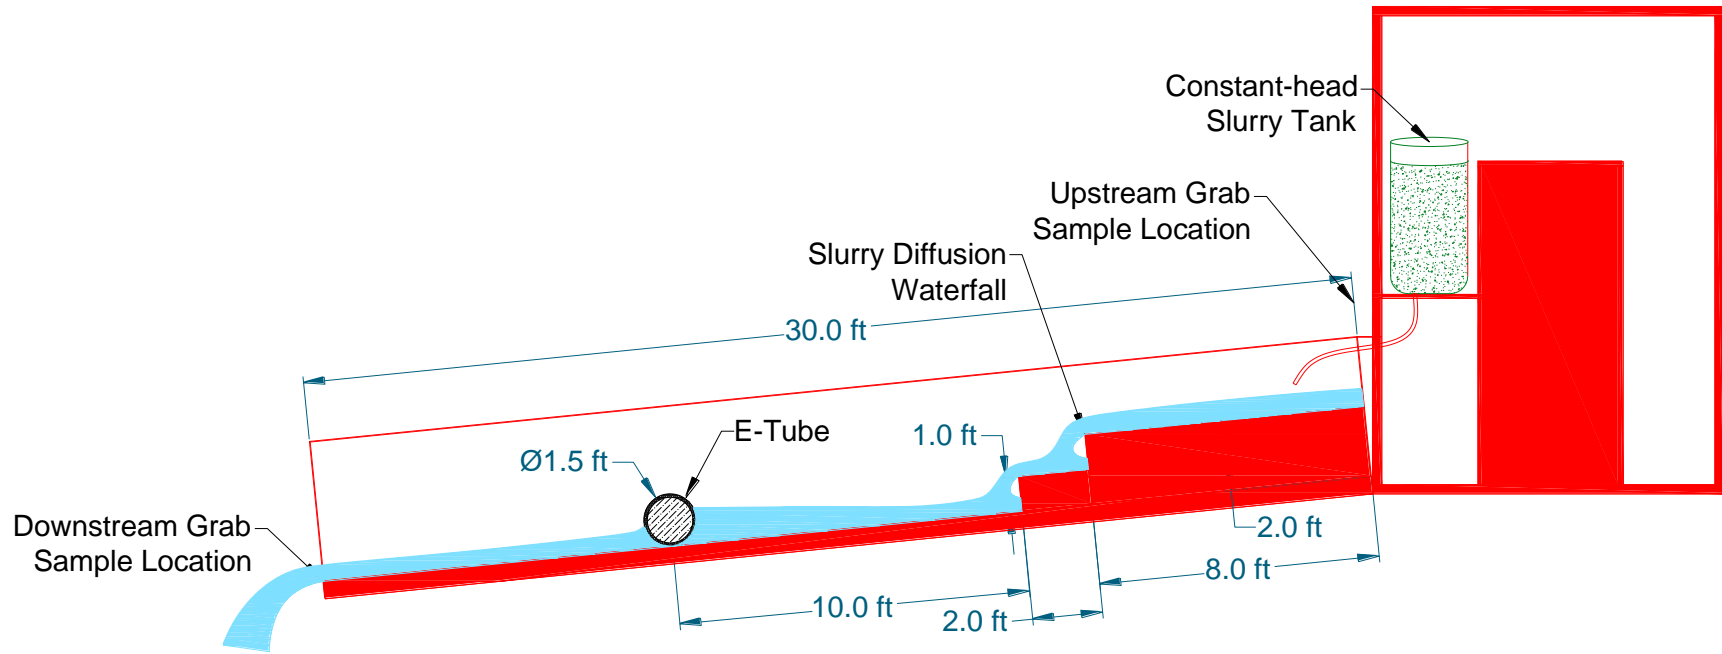 Constant-head
Slurry Tank
Upstream Grab
Sample Location
Slurry Diffusion
Waterfall
30.0 ft
E-Tube
1.0 ft
Ø1.5 ft
Downstream Grab
Sample Location
2.0 ft
8.0 ft
10.0 ft
2.0 ft